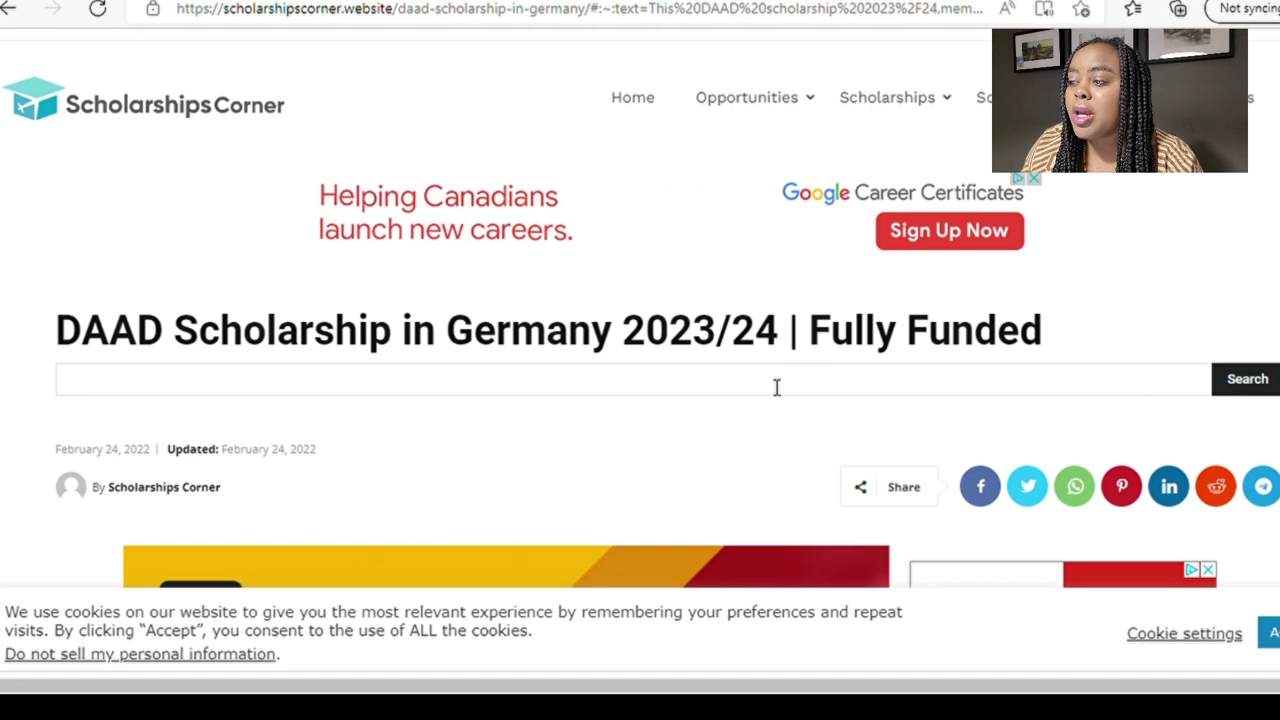 https://scholarshipscorner.website/daad-scholarship-in-germany/#:~:text=This%20DAAD%20scholarship%202023%2F24,mem...
Not syncing
ScholarshipsCorner
Home Opportunities Scholarships
Helping Canadians
launch new careers.
Google Career Certificates
Sign Up Now
DAAD Scholarship in Germany 2023/24 | Fully Funded
Search
February 24, 2022 | Updated: February 24, 2022
By Scholarships Corner
Share
We use cookies on our website to give you the most relevant experience by remembering your preferences and repeat
visits. By clicking “Accept”, you consent to the use of ALL the cookies.
Do not sell my personal information.
Cookie settings